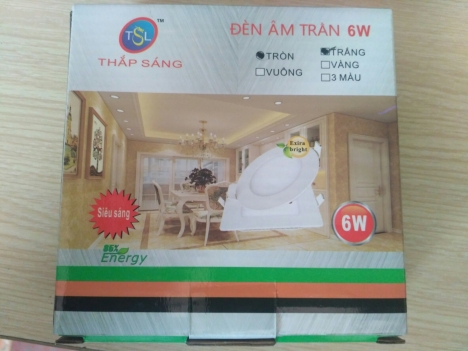 TSL
TM
THẮP SÁNG
ĐÈN ÂM TRẦN 6W
TRÒN
TRẮNG
VUÔNG
VÀNG
3 MÀU
Extra
bright
Siêu sáng
6W
Energy